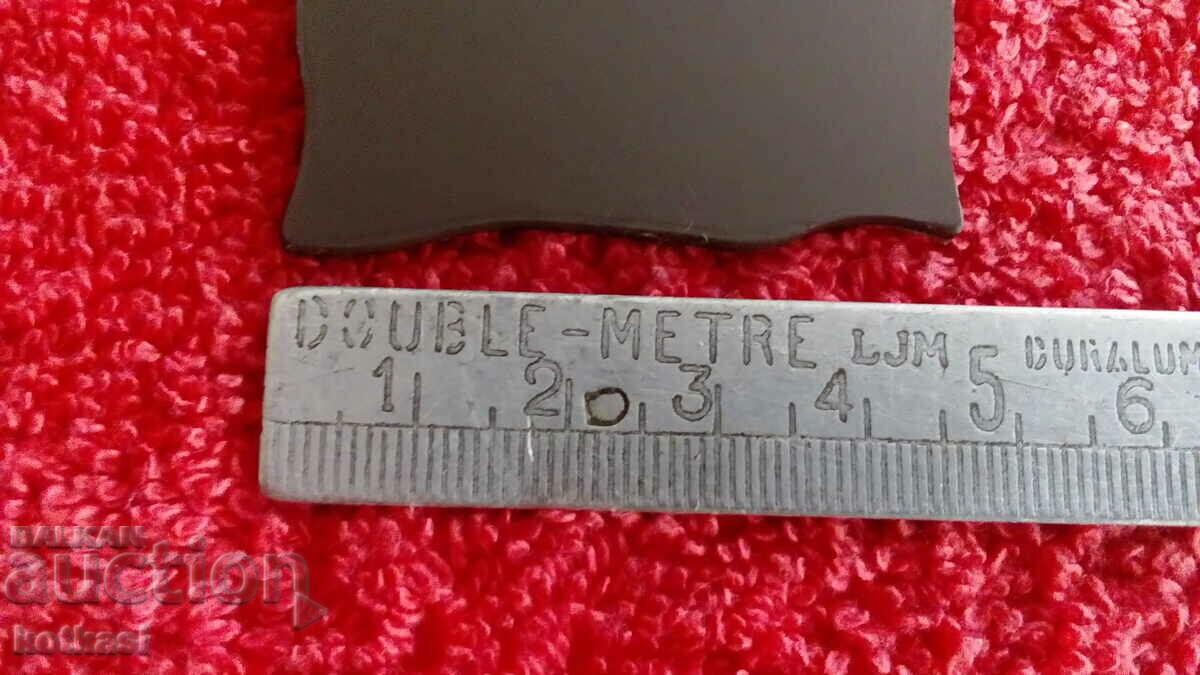 DOUBLE-METRE LJM DURALUM
1 2 3 4 5 6
BALKAN
auction
kotkasi